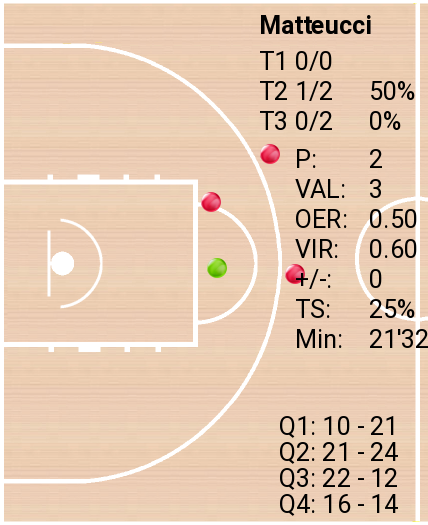 Matteucci
T1 0/0
T2 1/2 50%
T3 0/2 0%
P: 2
VAL: 3
OER: 0.50
VIR: 0.60
+/-: 0
TS: 25%
Min: 21'32
Q1: 10 - 21
Q2: 21 - 24
Q3: 22 - 12
Q4: 16 - 14